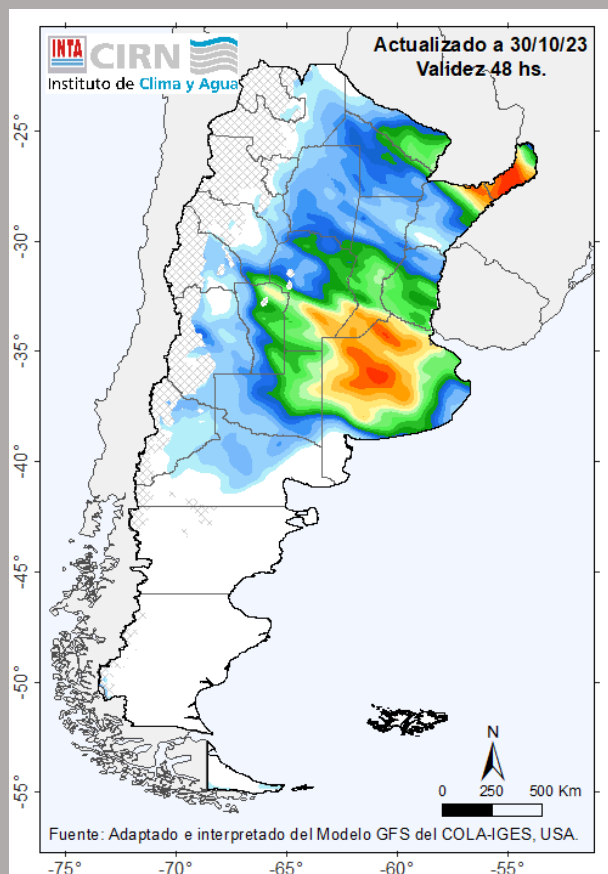 INTA CIRN
Instituto de Clima y Agua
Actualizado a 30/10/23
Validez 48 hs.
-25°
-30°
-35°
-40°
-45°
-50°
-55°
N
0 250 500 Km
Fuente: Adaptado e interpretado del Modelo GFS del COLA-IGES, USA.
-75° -70° -65° -60° -55°